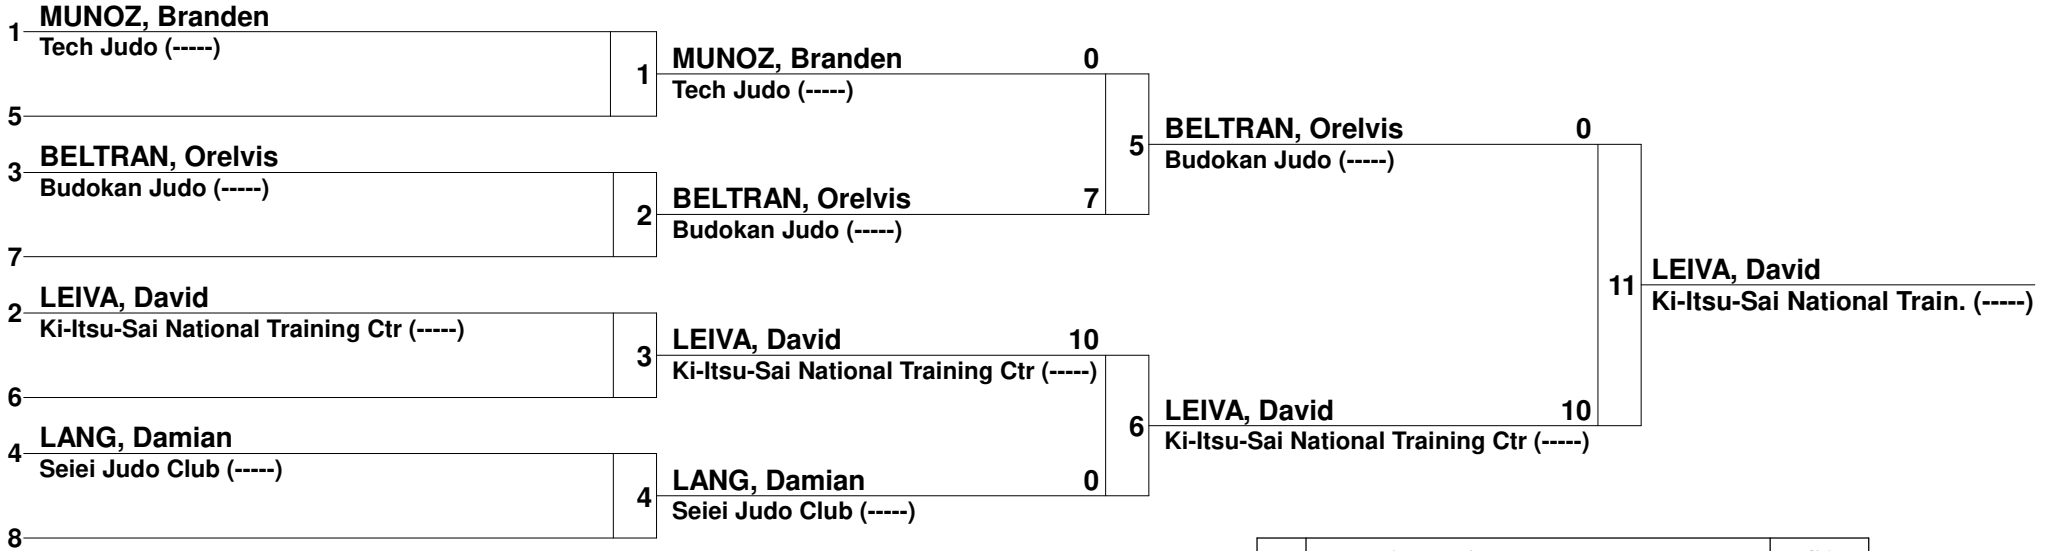 MUNOZ, Branden
1
Tech Judo (-----)
5
1
MUNOZ, Branden 0
Tech Judo (-----)
BELTRAN, Orelvis
3
Budokan Judo (-----)
7
2
BELTRAN, Orelvis 7
Budokan Judo (-----)
5
BELTRAN, Orelvis 0
Budokan Judo (-----)
LEIVA, David
2
Ki-Itsu-Sai National Training Ctr (-----)
6
3
LEIVA, David 10
Ki-Itsu-Sai National Training Ctr (-----)
LANG, Damian
4
Seiei Judo Club (-----)
8
4
LANG, Damian 0
Seiei Judo Club (-----)
6
LEIVA, David 10
Ki-Itsu-Sai National Training Ctr (-----)
11
LEIVA, David
Ki-Itsu-Sai National Train. (-----)